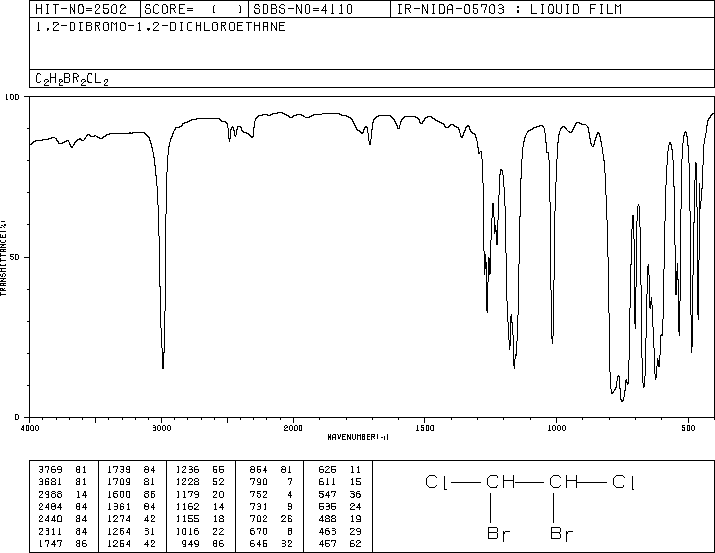 HIT-NO=2502 SCORE= ( ) SDBS-NO=4110 IR-NIDA-05703 : LIQUID FILM
1,2-DIBROMO-1,2-DICHLOROETHANE
C2H2BR2CL2
100
50
0
TRANSMITTANCE(%)
4000 3000 2000 1500 1000 500
WAVENUMBER(-1)
3769 81 1739 84 1236 55 854 81 625 11
3681 81 1709 81 1228 52 790 7 611 15
2988 14 1600 86 1179 20 752 4 547 36
2484 84 1361 84 1162 14 731 9 535 24
2440 84 1274 42 1155 18 702 26 488 19
2311 84 1264 31 1016 22 670 8 463 29
1747 86 1254 42 949 86 646 32 457 62
Cl CH CH Cl
Br Br